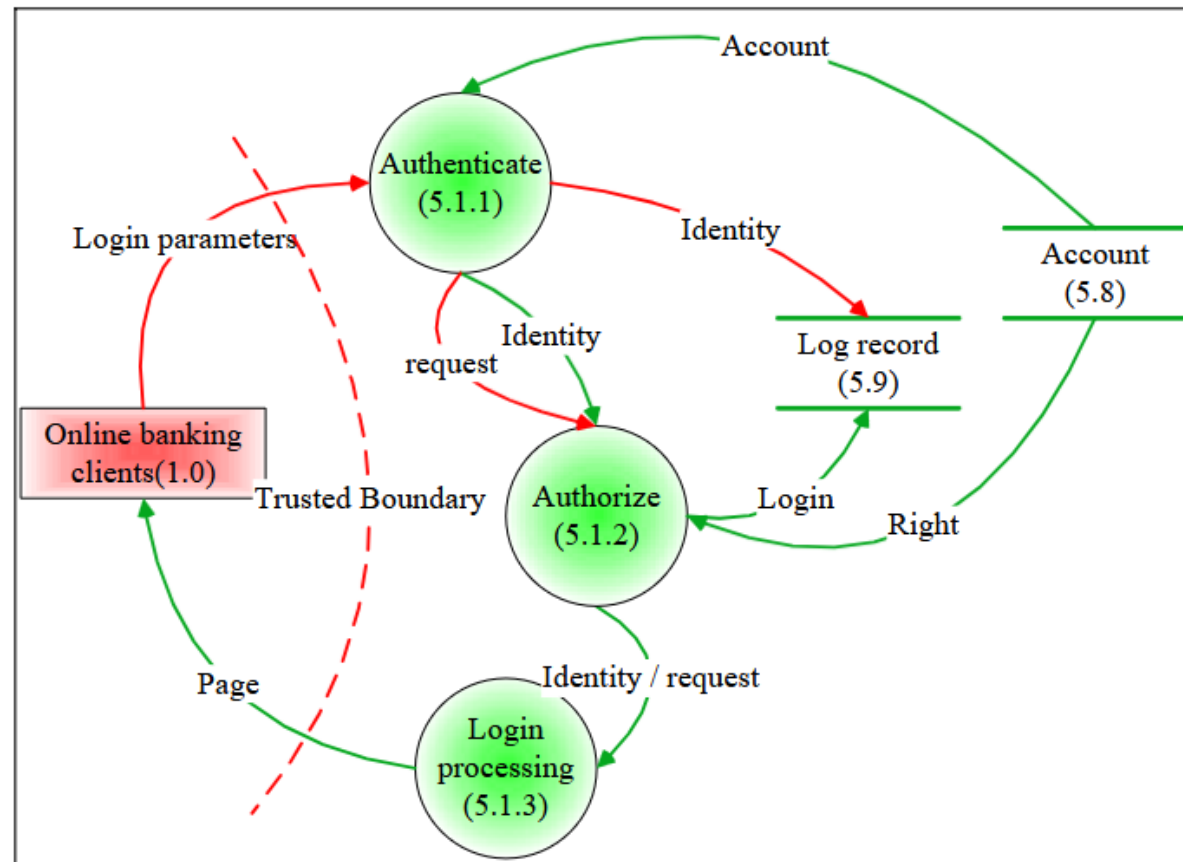 Account
Authenticate
(5.1.1)
Login parameters
Identity
Account
(5.8)
Identity
request
Log record
(5.9)
Online banking
clients(1.0)
Trusted Boundary
Authorize
(5.1.2)
Login
Right
Page
Identity / request
Login
processing
(5.1.3)